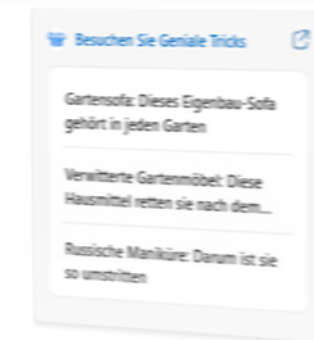 Besuchen Sie Geniale Tricks
Gartensofa: Dieses Eigenbau-Sofa
gehört in jeden Garten
Verwitterte Gartenmöbel: Diese
Hausmittel retten sie nach dem...
Russische Maniküre: Darum ist sie
so umstritten